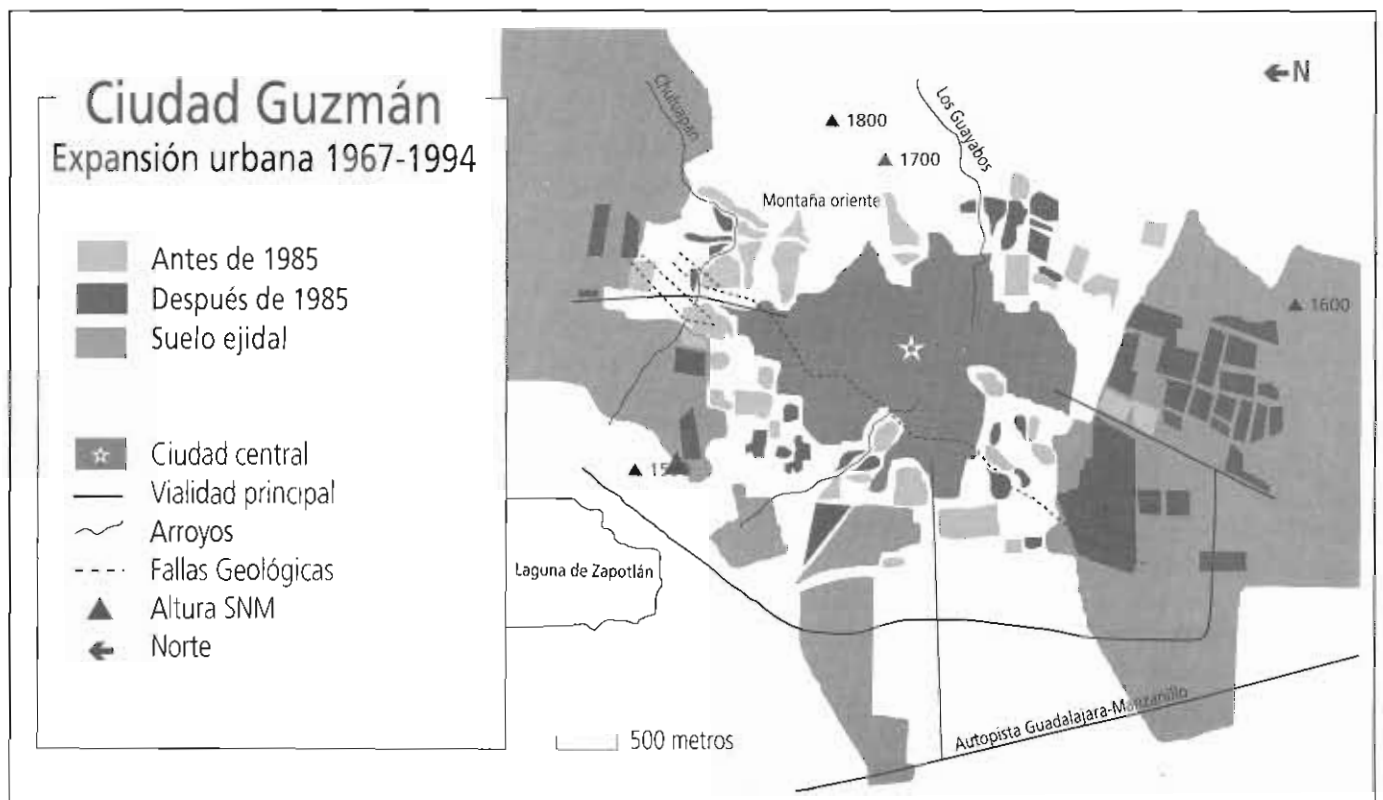 Ciudad Guzmán
Expansión urbana 1967-1994
Antes de 1985
Después de 1985
Suelo ejidal
Ciudad central
Vialidad principal
Arroyos
Fallas Geológicas
Altura SNM
Norte
N
Los Guayabos
1800
1700
Montaña oriente
1600
Laguna de Zapotlán
500 metros
Autopista Guadalajara-Manzanillo